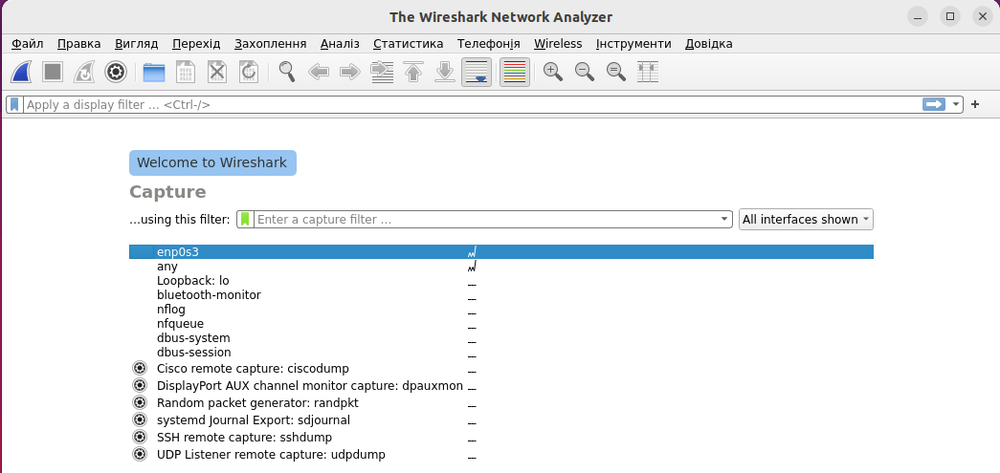 The Wireshark Network Analyzer
Файл Правка Вигляд Перехід Захоплення Аналіз Статистика Телефонія Wireless Інструменти Довідка
Apply a display filter … <Ctrl-/>
Welcome to Wireshark
Capture
…using this filter: Enter a capture filter … All interfaces shown
enp0s3
any
Loopback: lo
bluetooth-monitor
nflog
nfqueue
dbus-system
dbus-session
Cisco remote capture: ciscodump
DisplayPort AUX channel monitor capture: dpauxmon
Random packet generator: randpkt
systemd Journal Export: sdjournal
SSH remote capture: sshdump
UDP Listener remote capture: udpdump